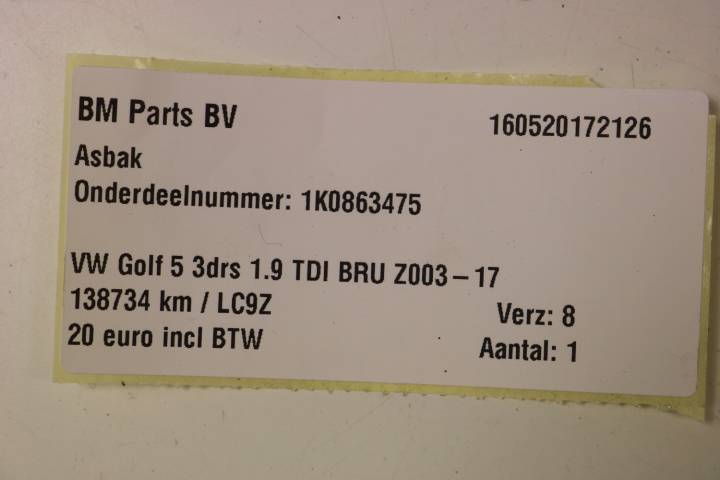 BM Parts BV 160520172126
Asbak
Onderdeelnummer: 1K0863475
VW Golf 5 3drs 1.9 TDI BRU Z003-17
138734 km / LC9Z Verz: 8
20 euro incl BTW Aantal: 1